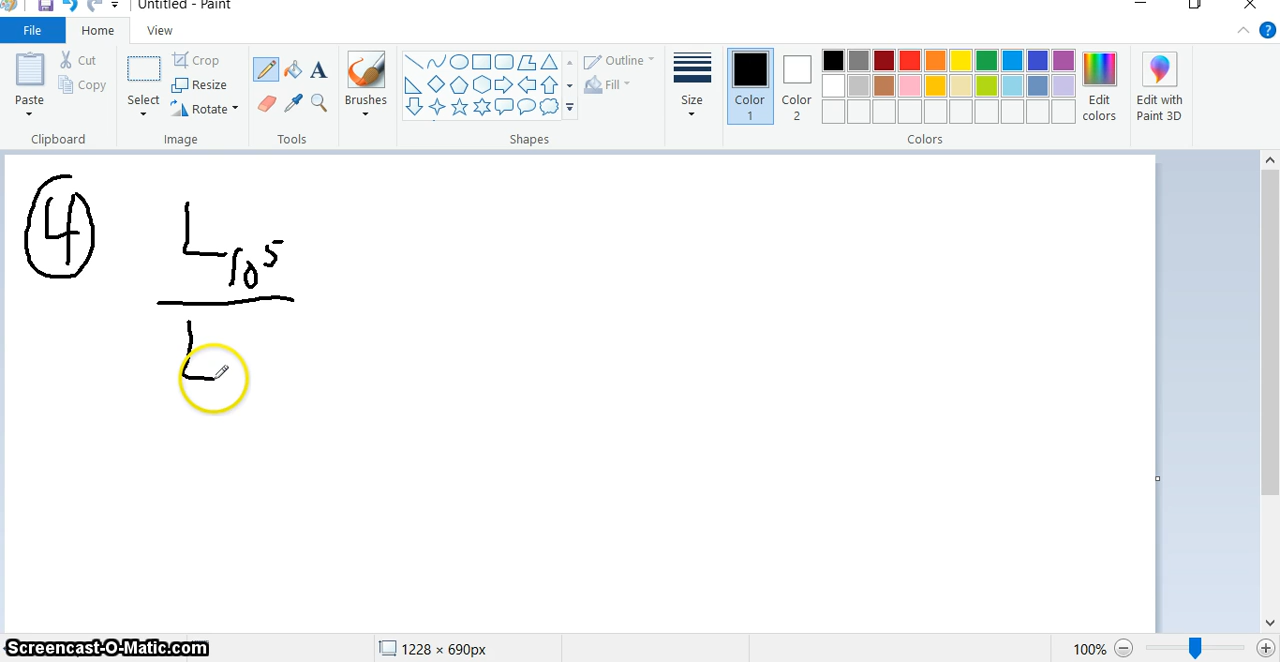 Untitled - Paint
File
Home
View
Paste
Cut
Copy
Clipboard
Select
Crop
Resize
Rotate
Image
A
Tools
Brushes
Outline
Fill
Shapes
Size
Color 1
Color 2
Edit colors
Edit with Paint 3D
Colors
4
L10 5
L
Screencast-O-Matic.com
1228 × 690px
100%